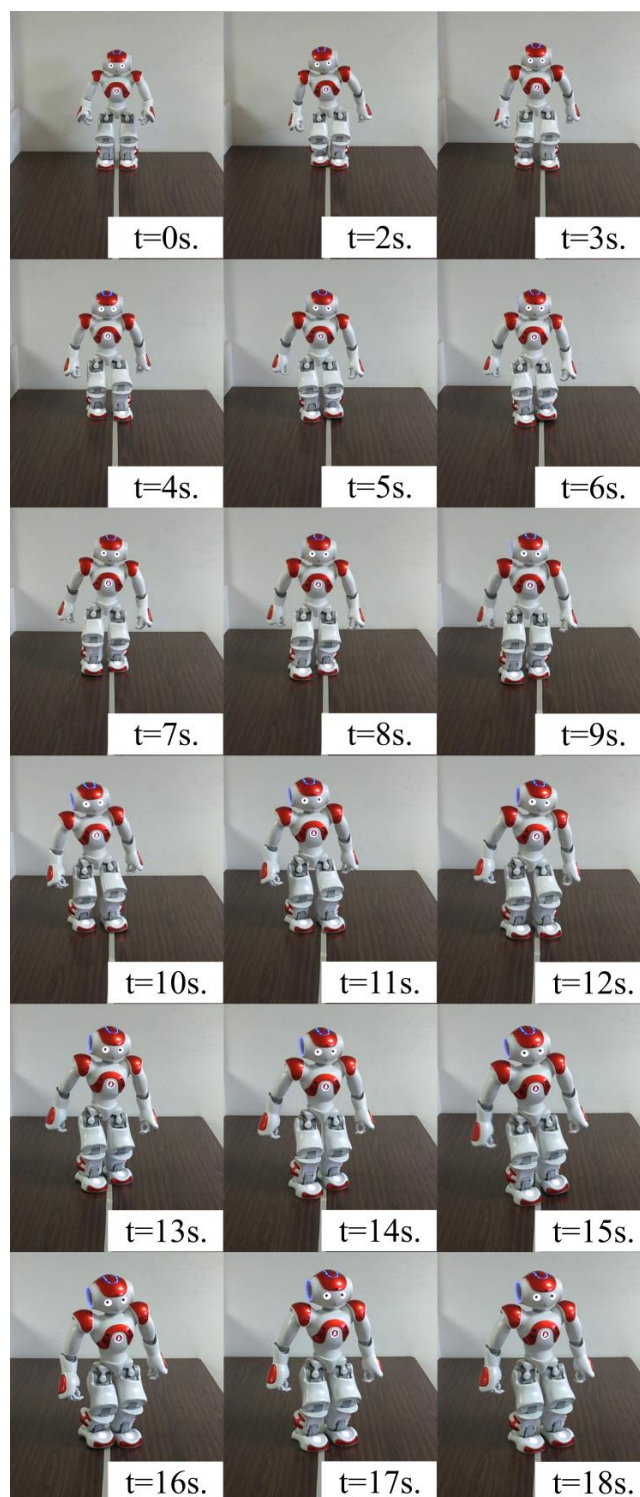 t=0s.
t=2s.
t=3s.
t=4s.
t=5s.
t=6s.
t=7s.
t=8s.
t=9s.
t=10s.
t=11s.
t=12s.
t=13s.
t=14s.
t=15s.
t=16s.
t=17s.
t=18s.